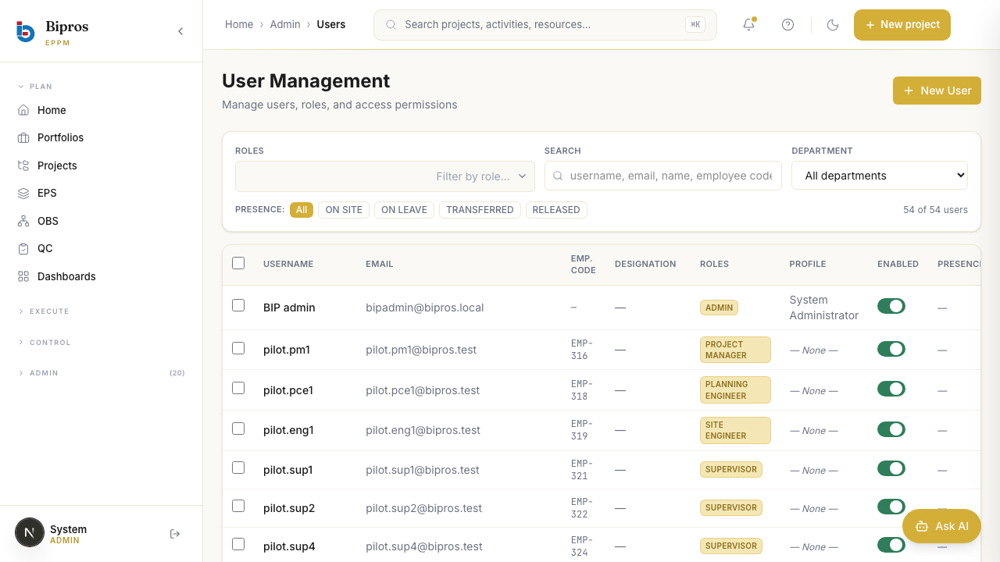 Bipros
EPPM
Home › Admin › Users
Search projects, activities, resources...
⌘K
+ New project
PLAN
Home
Portfolios
Projects
EPS
OBS
QC
Dashboards
EXECUTE
CONTROL
ADMIN (20)
N
System
ADMIN
User Management
Manage users, roles, and access permissions
+ New User
ROLES
Filter by role...
SEARCH
username, email, name, employee code
DEPARTMENT
All departments
PRESENCE: All ON SITE ON LEAVE TRANSFERRED RELEASED
54 of 54 users
USERNAME EMAIL EMP. CODE DESIGNATION ROLES PROFILE ENABLED PRESENC
BIP admin bipadmin@bipros.local – — ADMIN System Administrator —
pilot.pm1 pilot.pm1@bipros.test EMP-316 — PROJECT MANAGER — None — —
pilot.pce1 pilot.pce1@bipros.test EMP-318 — PLANNING ENGINEER — None — —
pilot.eng1 pilot.eng1@bipros.test EMP-319 — SITE ENGINEER — None — —
pilot.sup1 pilot.sup1@bipros.test EMP-321 — SUPERVISOR — None — —
pilot.sup2 pilot.sup2@bipros.test EMP-322 — SUPERVISOR — None — —
pilot.sup4 pilot.sup4@bipros.test EMP-324 — SUPERVISOR — None — —
Ask AI